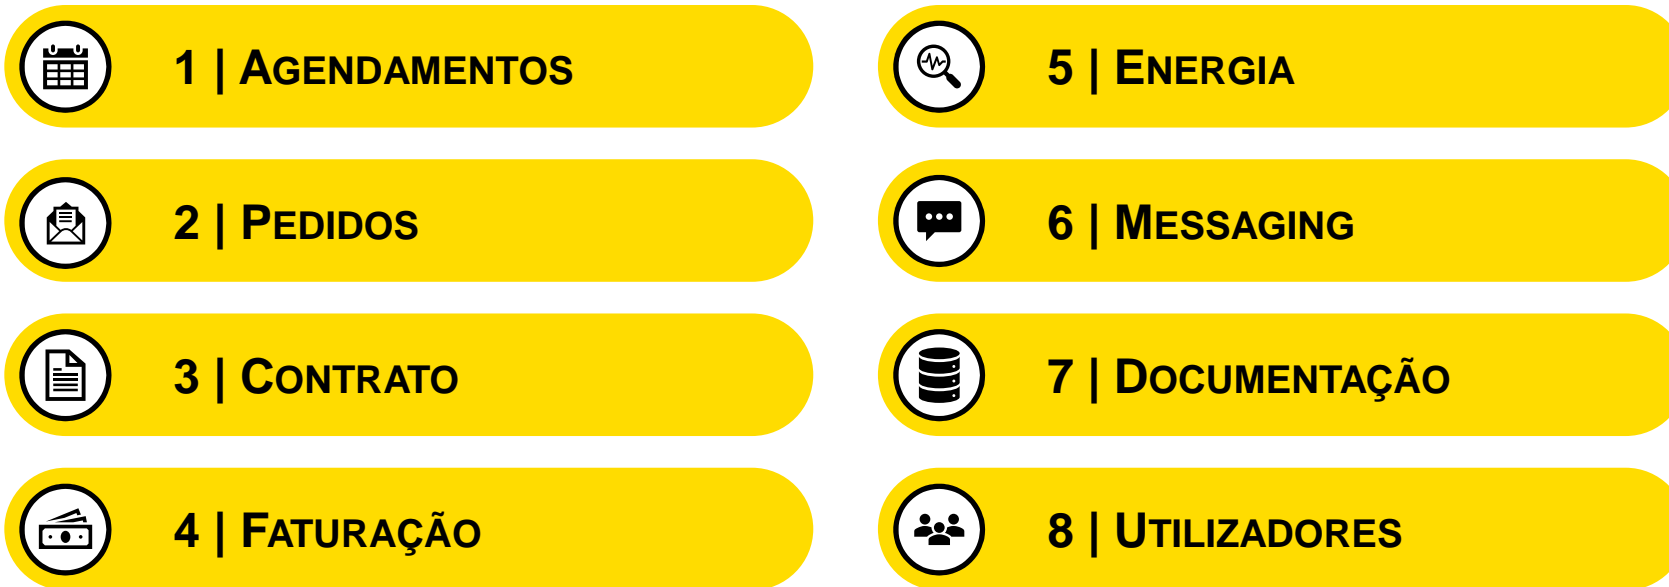 1 | AGENDAMENTOS
2 | PEDIDOS
3 | CONTRATO
4 | FATURAÇÃO
5 | ENERGIA
6 | MESSAGING
7 | DOCUMENTAÇÃO
8 | UTILIZADORES